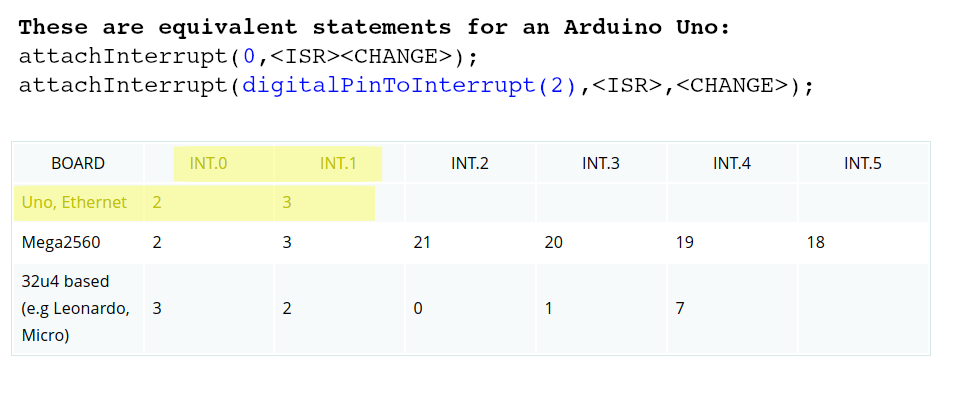 These are equivalent statements for an Arduino Uno:
attachInterrupt(0,<ISR><CHANGE>);
attachInterrupt(digitalPinToInterrupt(2),<ISR>,<CHANGE>);
BOARD INT.0 INT.1 INT.2 INT.3 INT.4 INT.5
Uno, Ethernet 2 3
Mega2560 2 3 21 20 19 18
32u4 based
(e.g Leonardo, 3 2 0 1 7
Micro)